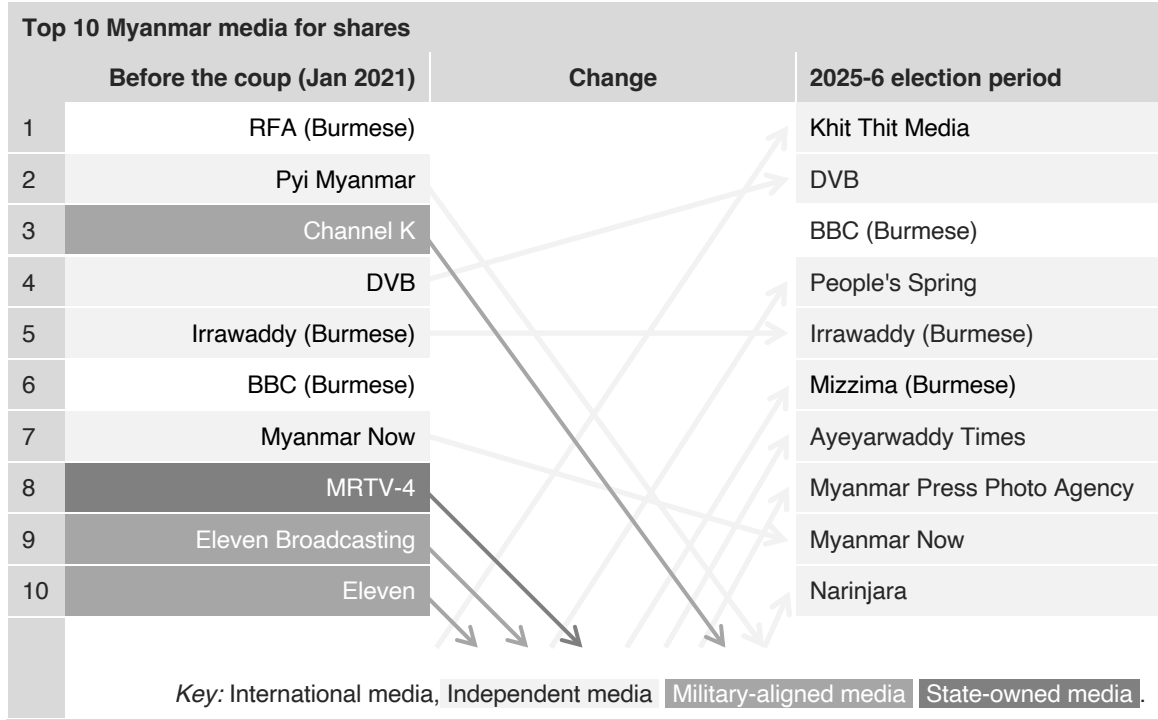 Top 10 Myanmar media for shares
Before the coup (Jan 2021) Change 2025-6 election period
1 RFA (Burmese) Khit Thit Media
2 Pyi Myanmar DVB
3 Channel K BBC (Burmese)
4 DVB People's Spring
5 Irrawaddy (Burmese) Irrawaddy (Burmese)
6 BBC (Burmese) Mizzima (Burmese)
7 Myanmar Now Ayeyarwaddy Times
8 MRTV-4 Myanmar Press Photo Agency
9 Eleven Broadcasting Myanmar Now
10 Eleven Narinjara
Key: International media, Independent media Military-aligned media State-owned media .